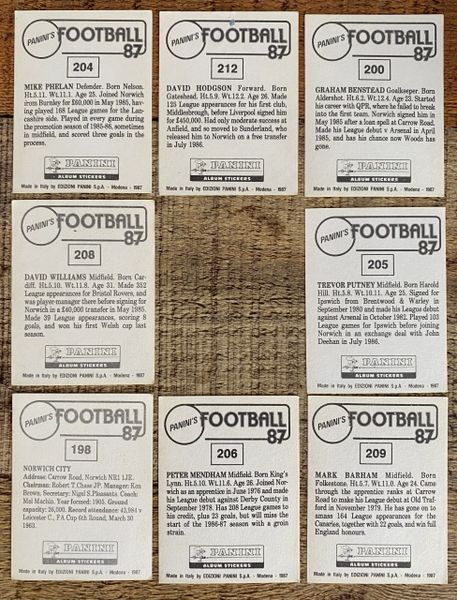 PANINI'S FOOTBALL 87
204
MIKE PHELAN Defender. Born Nelson.
Ht.5.11. Wt.11.1. Age 25. Joined Norwich
from Burnley for £60,000 in May 1985, hav-
ing played 168 League games for the Lan-
cashire side. Played in every game during
the promotion season of 1985-86, sometimes
in midfield, and scored three goals in the
process.
PANINI
ALBUM STICKERS
Made in Italy by EDIZIONI PANINI S.p.A. - Modena - 1987
PANINI'S FOOTBALL 87
212
DAVID HODGSON Forward. Born
Gateshead. Ht.5.9. Wt.12.2. Age 26. Made
125 League appearances for his first club,
Middlesbrough, before Liverpool signed him
for £450,000. Had only moderate success at
Anfield, and so moved to Sunderland, who
released him to Norwich on a free transfer
in July 1986.
PANINI
ALBUM STICKERS
Made in Italy by EDIZIONI PANINI S.p.A. - Modena - 1987
PANINI'S FOOTBALL 87
200
GRAHAM BENSTEAD Goalkeeper. Born
Aldershot. Ht.6.2. Wt.12.4. Age 23. Started
his career with QPR, where he failed to break
into the first team. Norwich signed him in
May 1985 after a loan spell at Carrow Road.
Made his League debut v Arsenal in April
1985, and has his chance now Woods has
gone.
PANINI
ALBUM STICKERS
Made in Italy by EDIZIONI PANINI S.p.A. - Modena - 1987
PANINI'S FOOTBALL 87
208
DAVID WILLIAMS Midfield. Born Car-
diff. Ht.5.10. Wt.11.8. Age 31. Made 352
League appearances for Bristol Rovers, and
was player-manager there before signing for
Norwich in a £40,000 transfer in May 1985.
Made 39 League appearances, scoring 8
goals, and won his first Welsh cap last
season.
PANINI
ALBUM STICKERS
Made in Italy by EDIZIONI PANINI S.p.A. - Modena - 1987
PANINI'S FOOTBALL 87
205
TREVOR PUTNEY Midfield. Born Harold
Hill. Ht.5.8. Wt.10.11. Age 25. Signed for
Ipswich from Brentwood & Warley in
September 1980 and made his League debut
against Arsenal in October 1982. Played 103
League games for Ipswich before joining
Norwich in an exchange deal with John
Deehan in July 1986.
PANINI
ALBUM STICKERS
Made in Italy by EDIZIONI PANINI S.p.A. - Modena - 1987
PANINI'S FOOTBALL 87
198
NORWICH CITY
Address: Carrow Road, Norwich NR1 1JE.
Chairman: Robert T.Chase JP. Manager: Ken
Brown. Secretary: Nigel S.Pleasants. Coach:
Mel Machin. Year formed: 1905. Ground
capacity: 26,000. Record attendance: 43,984 v
Leicester C., FA Cup 6th Round, March 30
1963.
PANINI
ALBUM STICKERS
Made in Italy by EDIZIONI PANINI S.p.A. - Modena - 1987
PANINI'S FOOTBALL 87
206
PETER MENDHAM Midfield. Born King's
Lynn. Ht.5.10. Wt.11.6. Age 26. Joined Nor-
wich as an apprentice in June 1976 and made
his League debut against Derby County in
September 1978. Has 208 League games to
his credit, plus 23 goals, but will miss the
start of the 1986-87 season with a groin
strain.
PANINI
ALBUM STICKERS
Made in Italy by EDIZIONI PANINI S.p.A. - Modena - 1987
PANINI'S FOOTBALL 87
209
MARK BARHAM Midfield. Born
Folkestone. Ht.5.7. Wt.11.0. Age 24. Came through
the apprentice ranks at Carrow
Road to make his League debut at Old Traf-
ford in November 1979. He has gone on to
amass 164 League appearances for the
Canaries, together with 22 goals, and win full
England honours.
PANINI
ALBUM STICKERS
Made in Italy by EDIZIONI PANINI S.p.A. - Modena - 1987